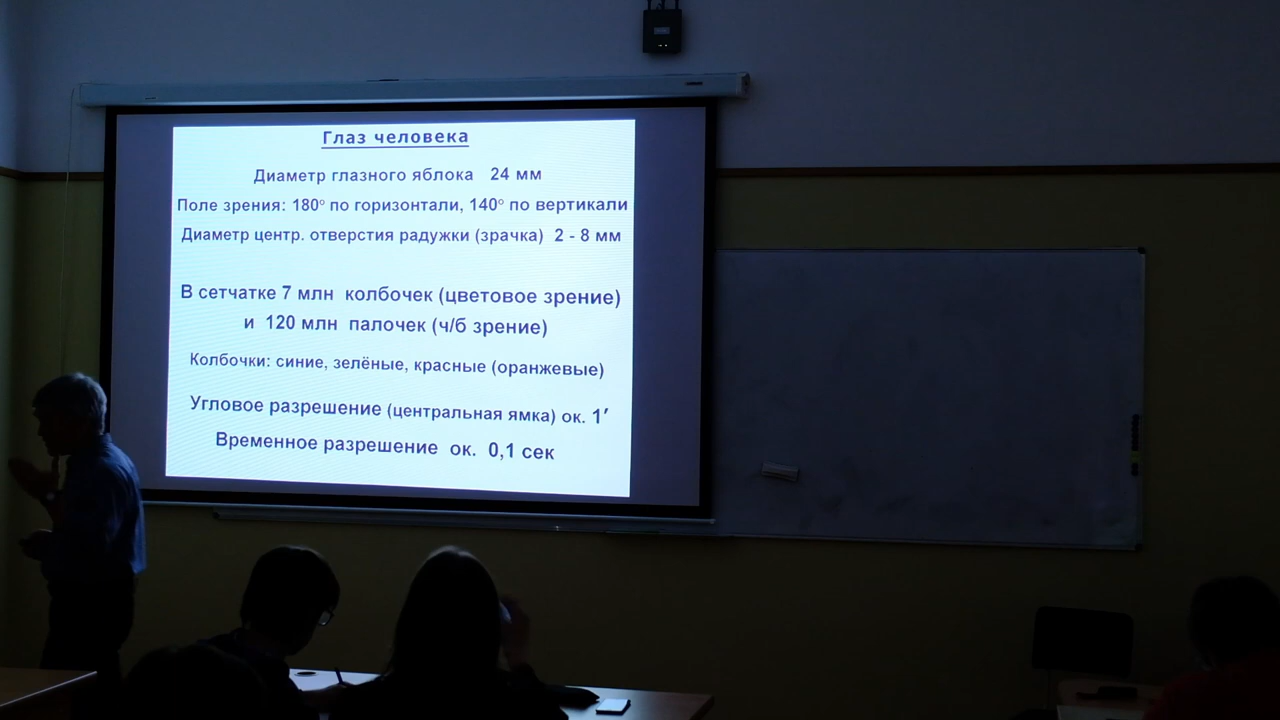 Глаз человека
Диаметр глазного яблока 24 мм
Поле зрения: 180° по горизонтали, 140° по вертикали
Диаметр центр. отверстия радужки (зрачка) 2 - 8 мм
В сетчатке 7 млн колбочек (цветовое зрение)
и 120 млн палочек (ч/б зрение)
Колбочки: синие, зелёные, красные (оранжевые)
Угловое разрешение (центральная ямка) ок. 1′
Временное разрешение ок. 0,1 сек